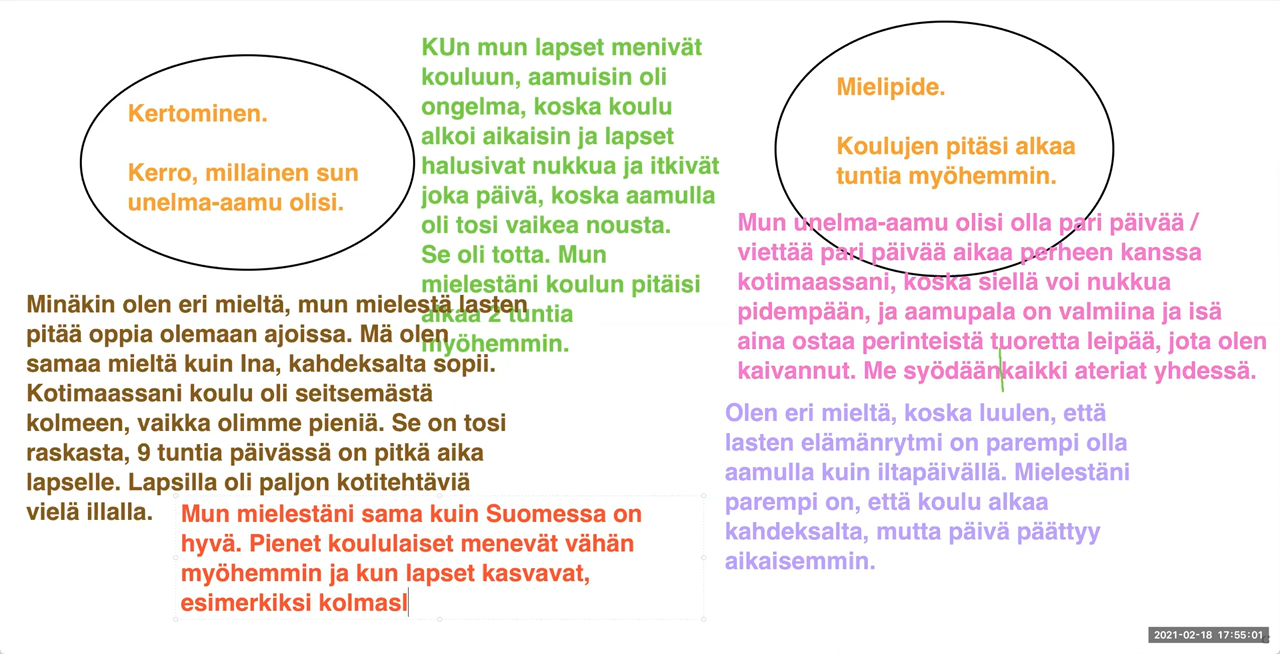 Kertominen.
Kerro, millainen sun
unelma-aamu olisi.
KUn mun lapset menivät
kouluun, aamuisin oli
ongelma, koska koulu
alkoi aikaisin ja lapset
halusivat nukkua ja itkivät
joka päivä, koska aamulla
oli tosi vaikea nousta.
Se oli totta. Mun
mielestäni koulun pitäisi
alkaa 2 tuntia
myöhemmin.
Mielipide.
Koulujen pitäsi alkaa
tuntia myöhemmin.
Mun unelma-aamu olisi olla pari päivää /
viettää pari päivää aikaa perheen kanssa
kotimaassani, koska siellä voi nukkua
pidempään, ja aamupala on valmiina ja isä
aina ostaa perinteistä tuoretta leipää, jota olen
kaivannut. Me syödäänkaikki ateriat yhdessä.
Minäkin olen eri mieltä, mun mielestä lasten
pitää oppia olemaan ajoissa. Mä olen
samaa mieltä kuin Ina, kahdeksalta sopii.
Kotimaassani koulu oli seitsemästä
kolmeen, vaikka olimme pieniä. Se on tosi
raskasta, 9 tuntia päivässä on pitkä aika
lapselle. Lapsilla oli paljon kotitehtäviä
vielä illalla.
Olen eri mieltä, koska luulen, että
lasten elämänrytmi on parempi olla
aamulla kuin iltapäivällä. Mielestäni
parempi on, että koulu alkaa
kahdeksalta, mutta päivä päättyy
aikaisemmin.
Mun mielestäni sama kuin Suomessa on
hyvä. Pienet koululaiset menevät vähän
myöhemmin ja kun lapset kasvavat,
esimerkiksi kolmasl
2021-02-18 17:55:01